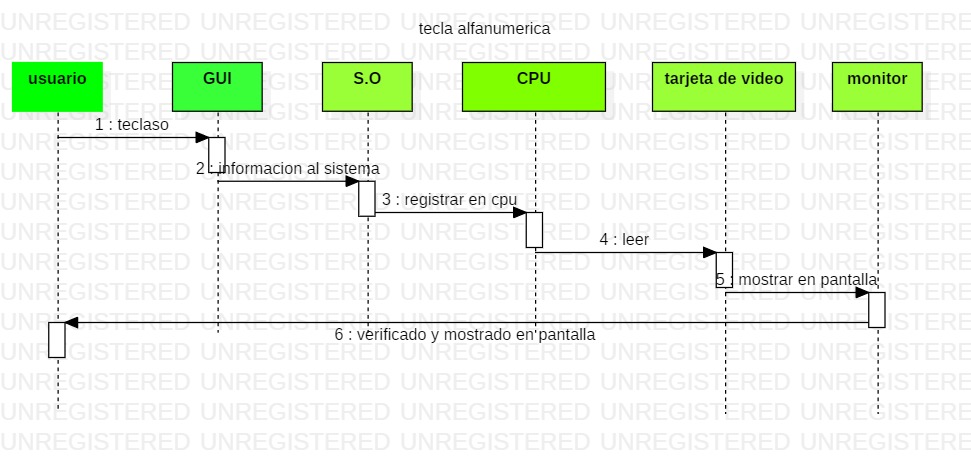 tecla alfanumerica
usuario
GUI
S.O
CPU
tarjeta de video
monitor
1 : teclaso
2 : informacion al sistema
3 : registrar en cpu
4 : leer
5 : mostrar en pantalla
6 : verificado y mostrado en pantalla
UNREGISTERED UNREGISTERED UNREGISTERED UNREGISTERED UNREGISTERED